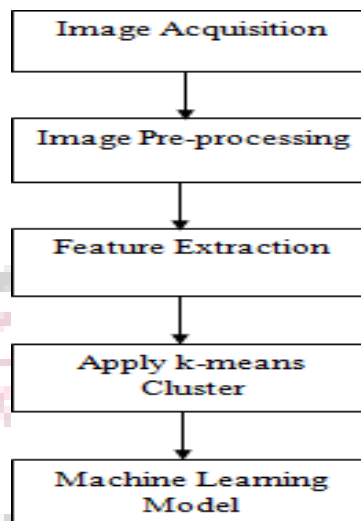 Image Acquisition
Image Pre-processing
Feature Extraction
Apply k-means
Cluster
Machine Learning
Model